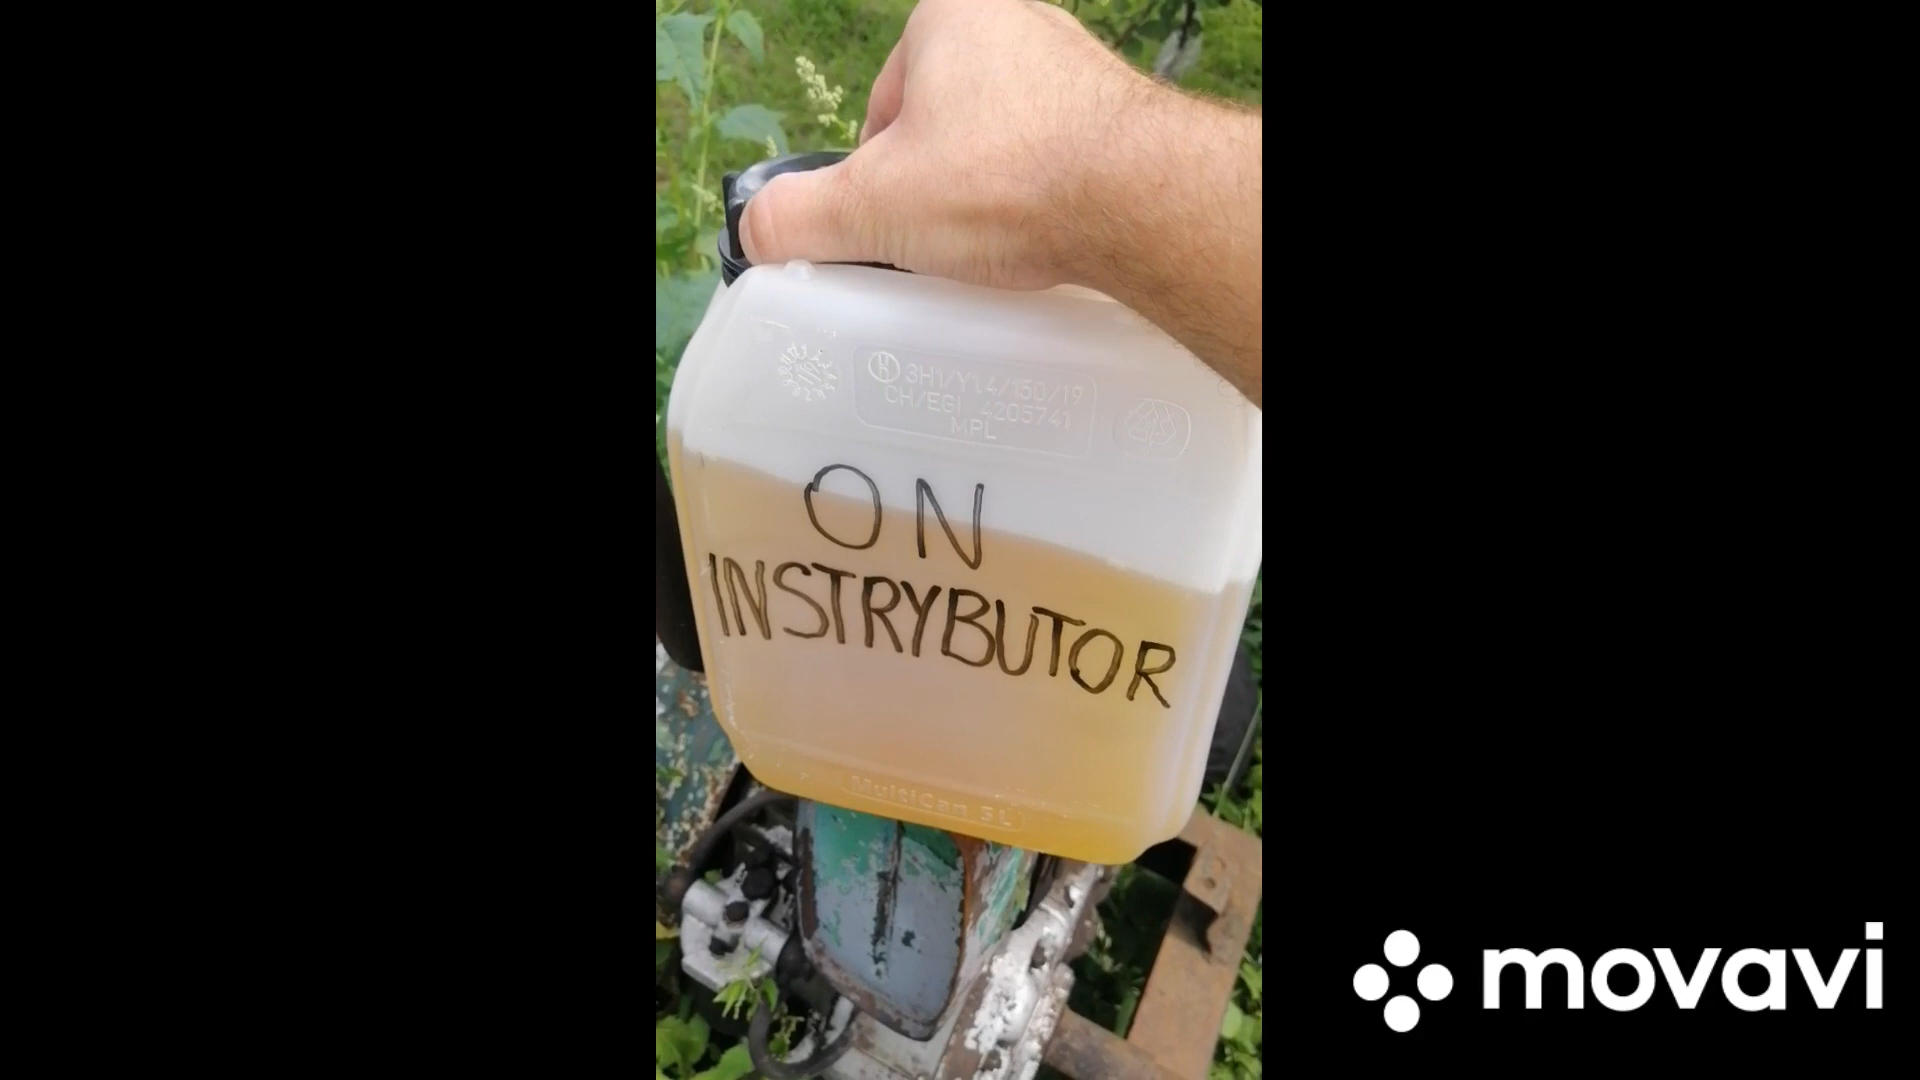 3H1/Y1.4/150/19
CH/EGI 4205741
MPL
ON
INSTRYBUTOR
MultiCan 5L
movavi